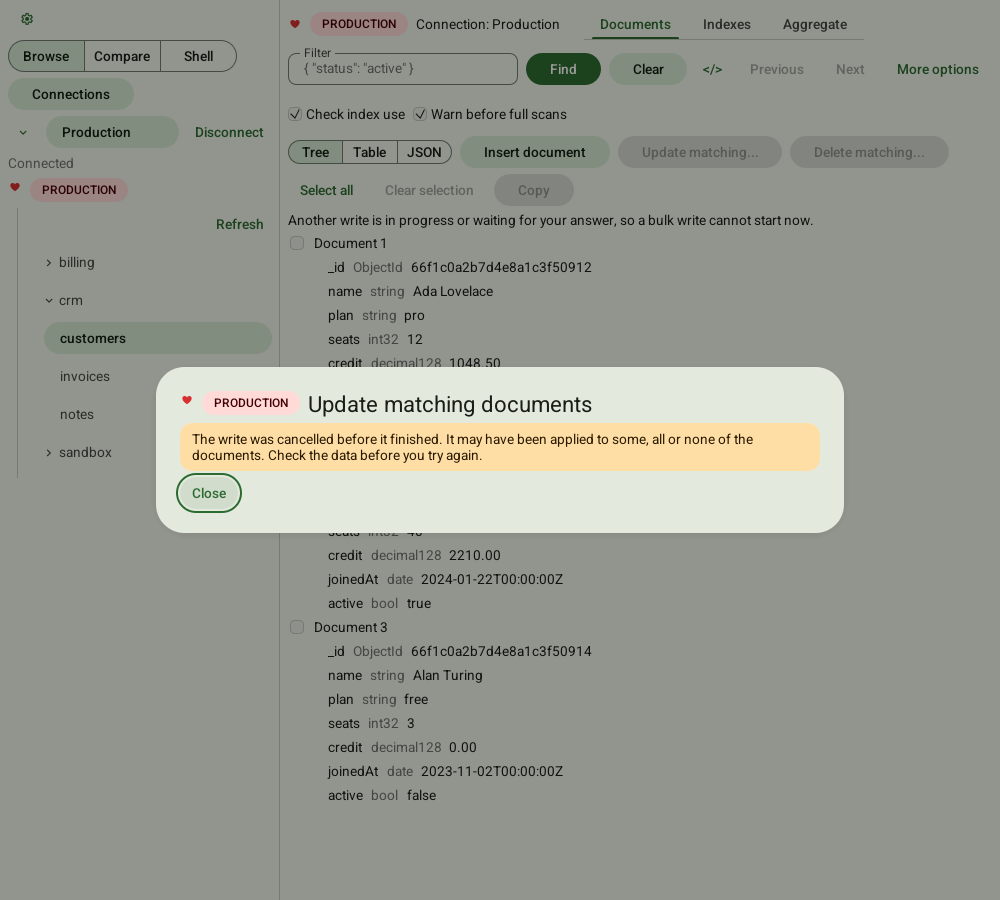 PRODUCTION Connection: Production Documents Indexes Aggregate
Browse Compare Shell
Filter
{ "status": "active" } Find Clear </> Previous Next More options
Connections
Check index use Warn before full scans
Production Disconnect
Connected
Tree Table JSON Insert document Update matching... Delete matching...
PRODUCTION
Select all Clear selection Copy
Refresh
Another write is in progress or waiting for your answer, so a bulk write cannot start now.
billing
crm
customers
invoices
notes
sandbox
Document 1
_id ObjectId 66f1c0a2b7d4e8a1c3f50912
name string Ada Lovelace
plan string pro
seats int32 12
credit decimal128 1048.50
PRODUCTION Update matching documents
The write was cancelled before it finished. It may have been applied to some, all or none of the
documents. Check the data before you try again.
Close
seats int32
credit decimal128 2210.00
joinedAt date 2024-01-22T00:00:00Z
active bool true
Document 3
_id ObjectId 66f1c0a2b7d4e8a1c3f50914
name string Alan Turing
plan string free
seats int32 3
credit decimal128 0.00
joinedAt date 2023-11-02T00:00:00Z
active bool false